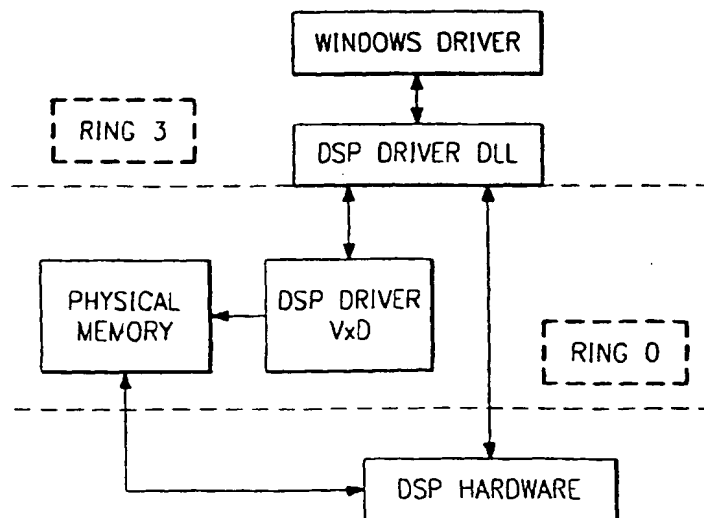 WINDOWS DRIVER
RING 3
DSP DRIVER DLL
PHYSICAL
MEMORY
DSP DRIVER
VxD
RING 0
DSP HARDWARE